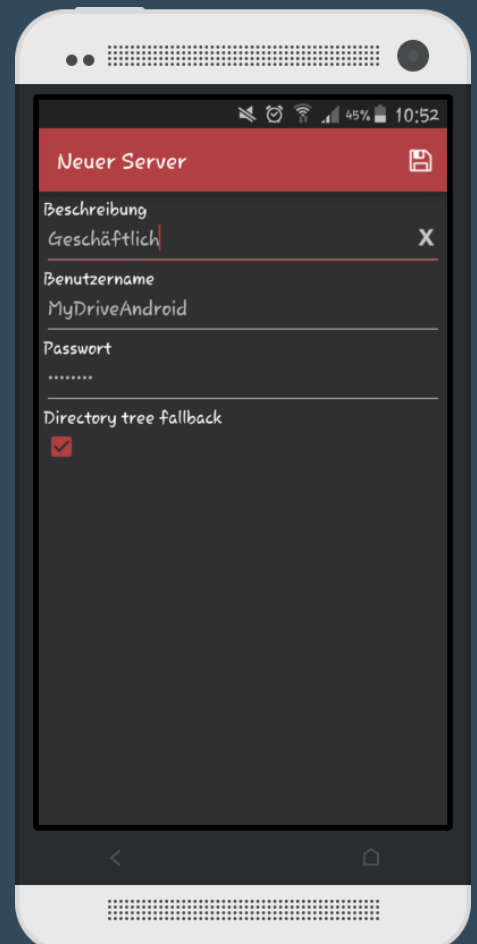 45% 10:52
Neuer Server
Beschreibung
Geschäftlich X
Benutzername
MyDriveAndroid
Passwort
········
Directory tree fallback